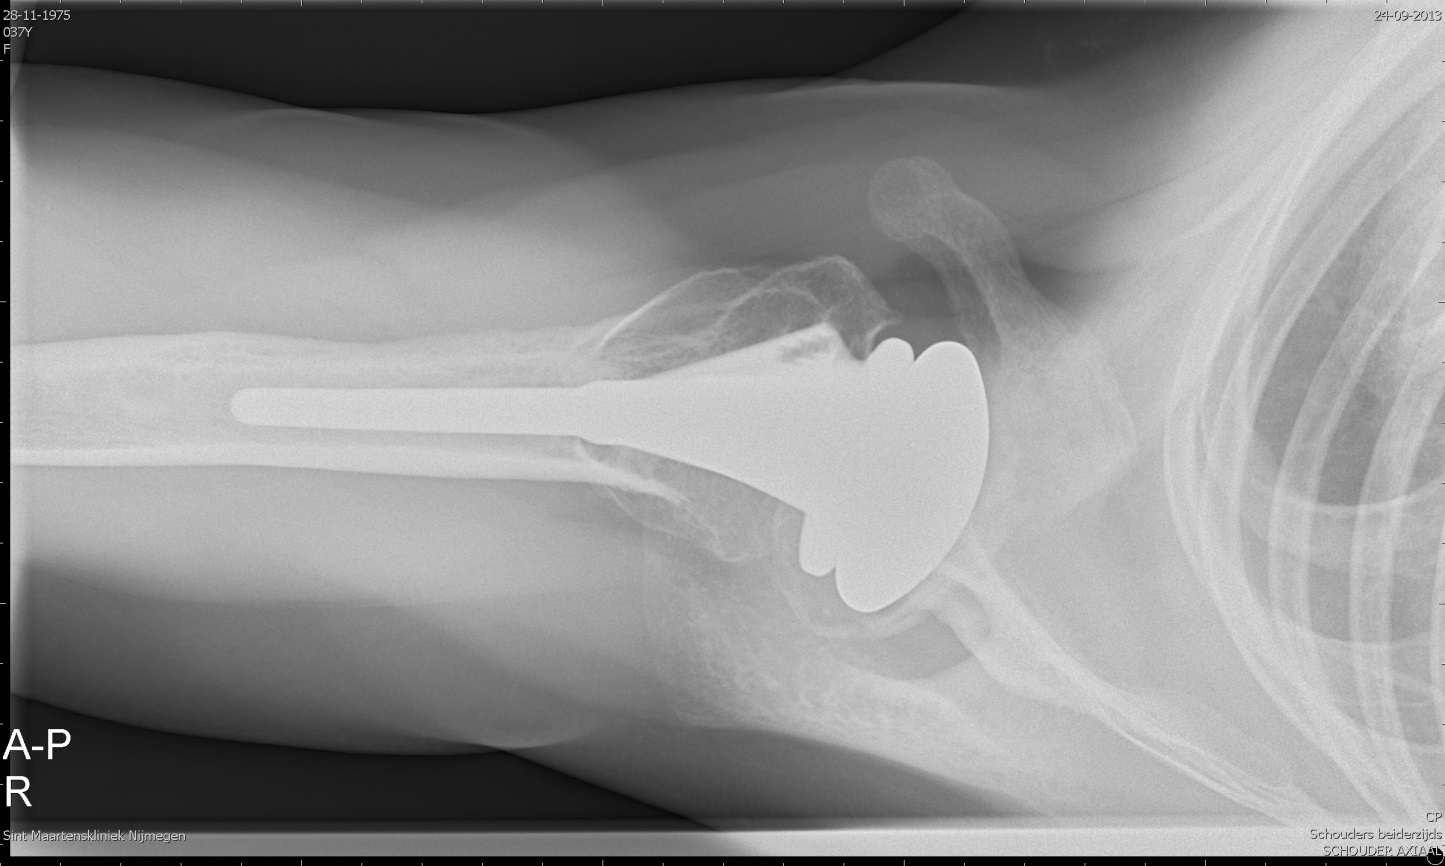 28-11-1975
037Y
F
24-09-2013
A-P
R
Sint Maartenskliniek Nijmegen
CP
Schouders beiderzijds
SCHOUDER AXIAAL